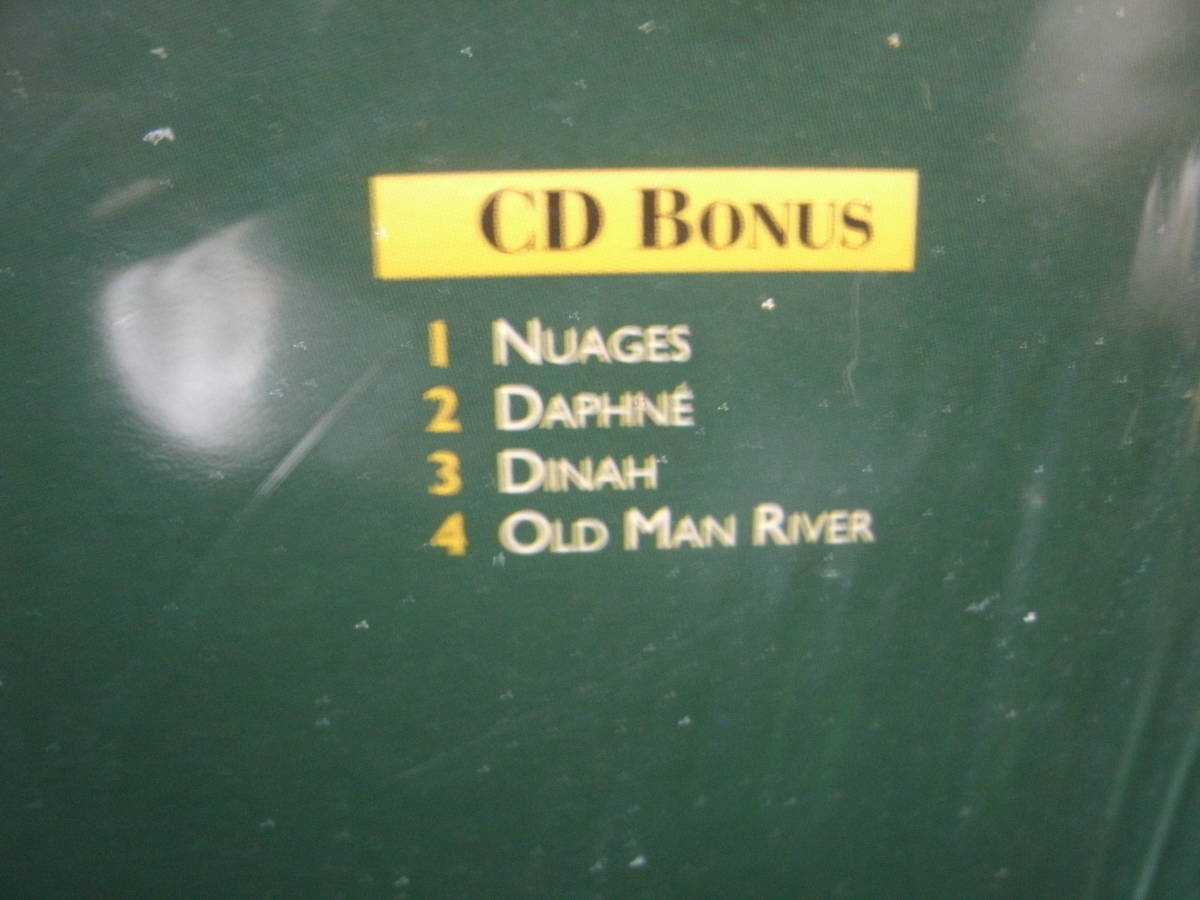 CD BONUS
1 NUAGES
2 DAPHNÉ
3 DINAH
4 OLD MAN RIVER